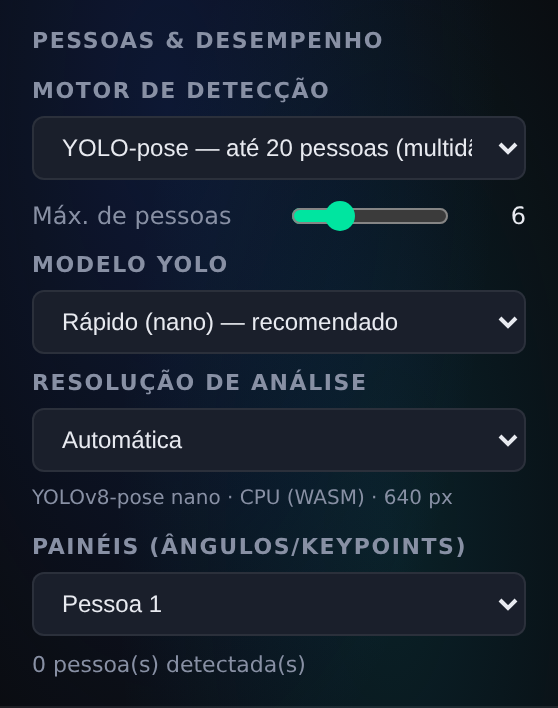 PESSOAS & DESEMPENHO
MOTOR DE DETECÇÃO
YOLO-pose — até 20 pessoas (multid
Máx. de pessoas 6
MODELO YOLO
Rápido (nano) — recomendado
RESOLUÇÃO DE ANÁLISE
Automática
YOLOv8-pose nano · CPU (WASM) · 640 px
PAINÉIS (ÂNGULOS/KEYPOINTS)
Pessoa 1
0 pessoa(s) detectada(s)